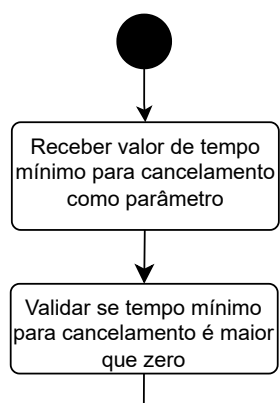 Receber valor de tempo
mínimo para cancelamento
como parâmetro
Validar se tempo mínimo
para cancelamento é maior
que zero